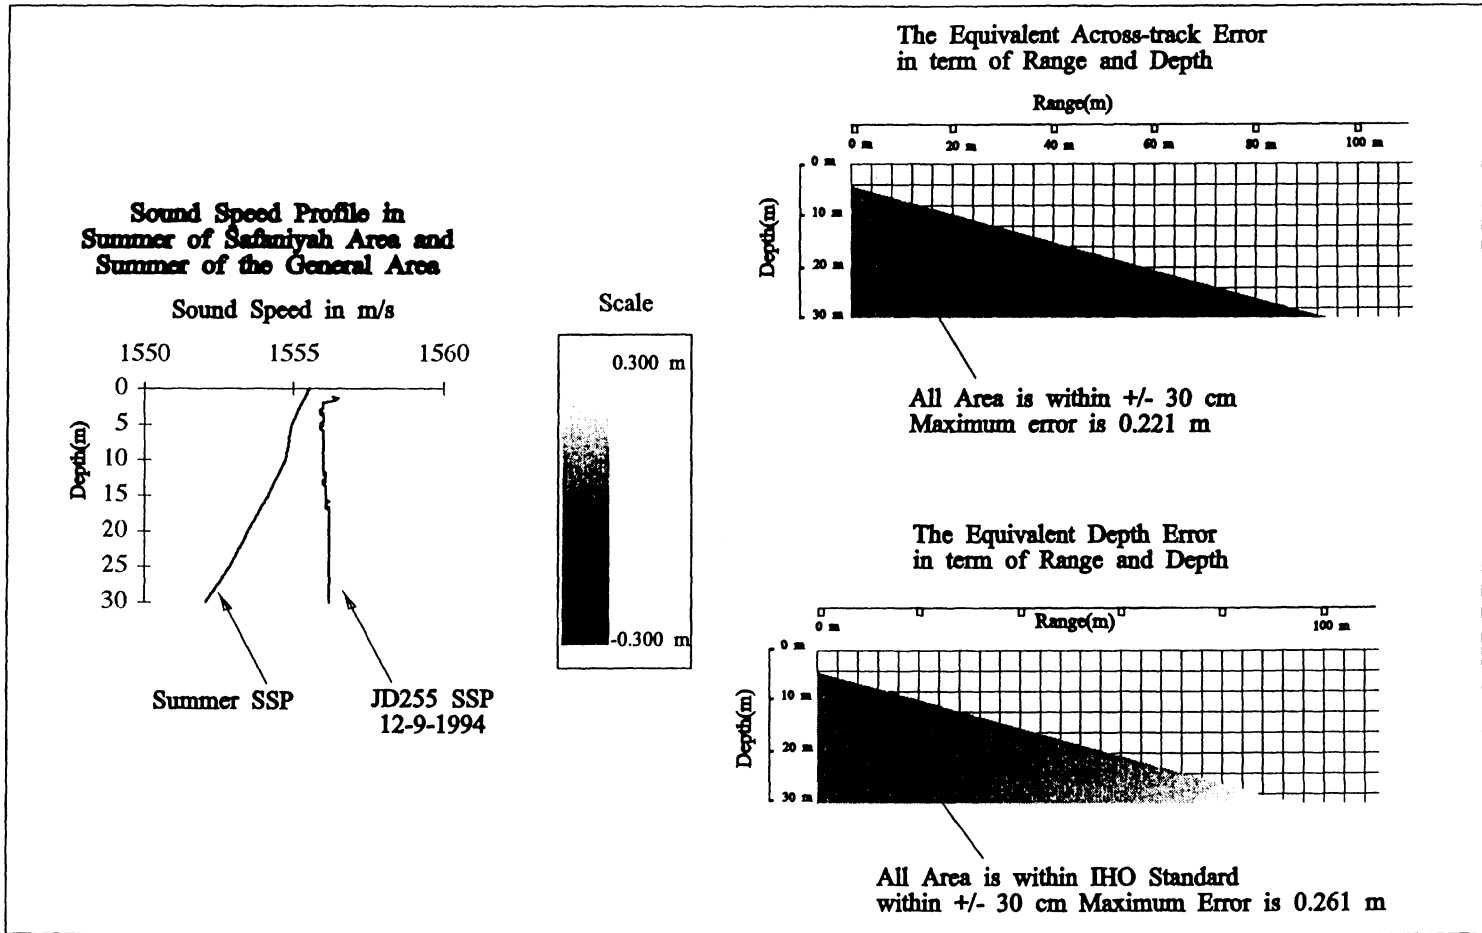 The Equivalent Across-track Error
in term of Range and Depth
Range(m)
0 m 20 m 40 m 60 m 80 m 100 m
Depth(m)
0 m
10 m
20 m
30 m
All Area is within +/- 30 cm
Maximum error is 0.221 m
Sound Speed Profile in
Summer of Safaniyah Area and
Summer of the General Area
Sound Speed in m/s
1550 1555 1560
Depth(m)
0
5
10
15
20
25
30
Summer SSP
JD255 SSP
12-9-1994
Scale
0.300 m
-0.300 m
The Equivalent Depth Error
in term of Range and Depth
Range(m)
0 m 100 m
Depth(m)
0 m
10 m
20 m
30 m
All Area is within IHO Standard
within +/- 30 cm Maximum Error is 0.261 m